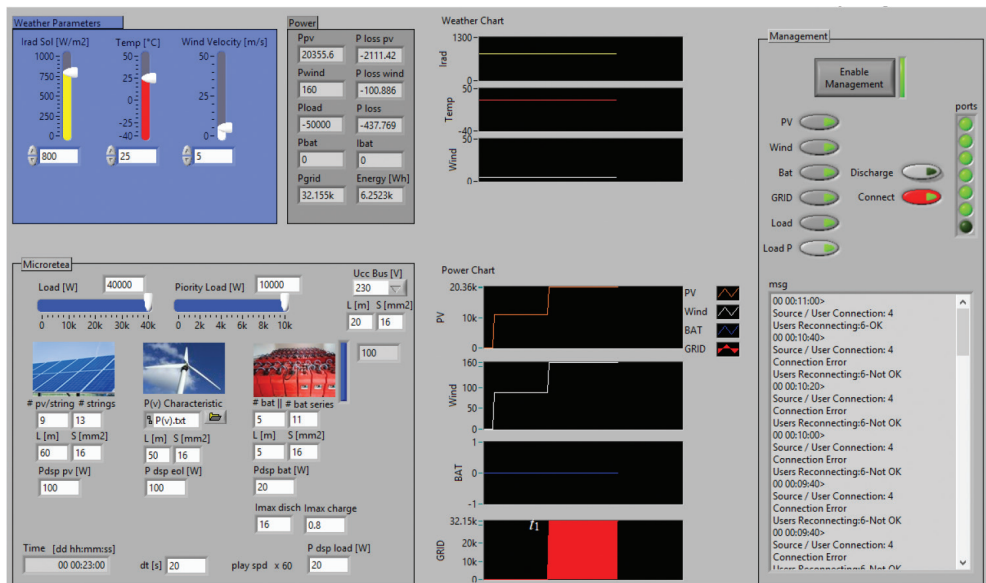 Weather Parameters
Irad Sol [W/m2]
1000
750
500
250
0
800
Temp [°C]
50
25
0
-25
-40
25
Wind Velocity [m/s]
50
25
0
5
Power
Ppv
P loss pv
20355.6
-2111.42
Pwind
P loss wind
160
-100.886
Pload
P loss
-50000
-437.769
Pbat
Ibat
0
0
Pgrid
Energy [Wh]
32.155k
6.2523k
Weather Chart
Irad
1300
0
Temp
50
-40
Wind
50
0
Management
Enable
Management
ports
PV
Wind
Bat
Discharge
GRID
Connect
Load
Load P
Microretea
Load [W]
40000
0 10k 20k 30k 40k
Piority Load [W]
10000
0 2k 4k 6k 8k 10k
Ucc Bus [V]
230
L [m] S [mm2]
20 16
100
# pv/string # strings
9 13
L [m] S [mm2]
60 16
Pdsp pv [W]
100
P(v) Characteristic
P(v).txt
L [m] S [mm2]
50 16
P dsp eol [W]
100
# bat || # bat series
5 11
L [m] S [mm2]
5 16
Pdsp bat [W]
20
Imax disch Imax charge
16 0.8
Time [dd hh:mm:ss]
00 00:23:00
dt [s] 20
play spd x 60
P dsp load [W]
20
Power Chart
PV
20.36k
10k
0
Wind
160
100
50
0
BAT
1
0
-1
GRID
32.15k
20k
10k
0
t1
PV
Wind
BAT
GRID
msg
00 00:11:00>
Source / User Connection: 4
Users Reconnecting:6-OK
00 00:10:40>
Source / User Connection: 4
Connection Error
Users Reconnecting:6-Not OK
00 00:10:20>
Source / User Connection: 4
Connection Error
Users Reconnecting:6-Not OK
00 00:10:00>
Source / User Connection: 4
Connection Error
Users Reconnecting:6-Not OK
00 00:09:40>
Source / User Connection: 4
Connection Error
Users Reconnecting:6-Not OK
00 00:09:20>
Source / User Connection: 4
Connection Error
Users Reconnecting:6-Not OK